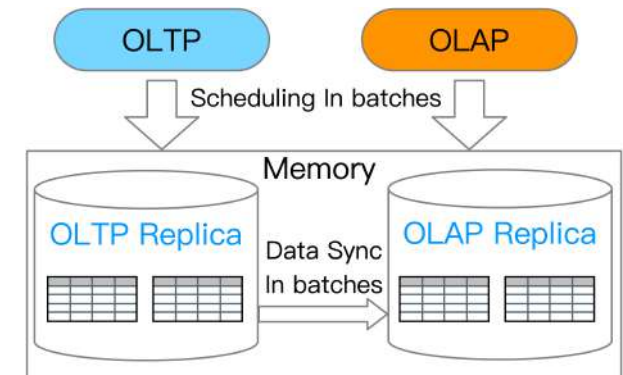 OLTP
OLAP
Scheduling In batches
Memory
OLTP Replica
OLAP Replica
Data Sync
In batches